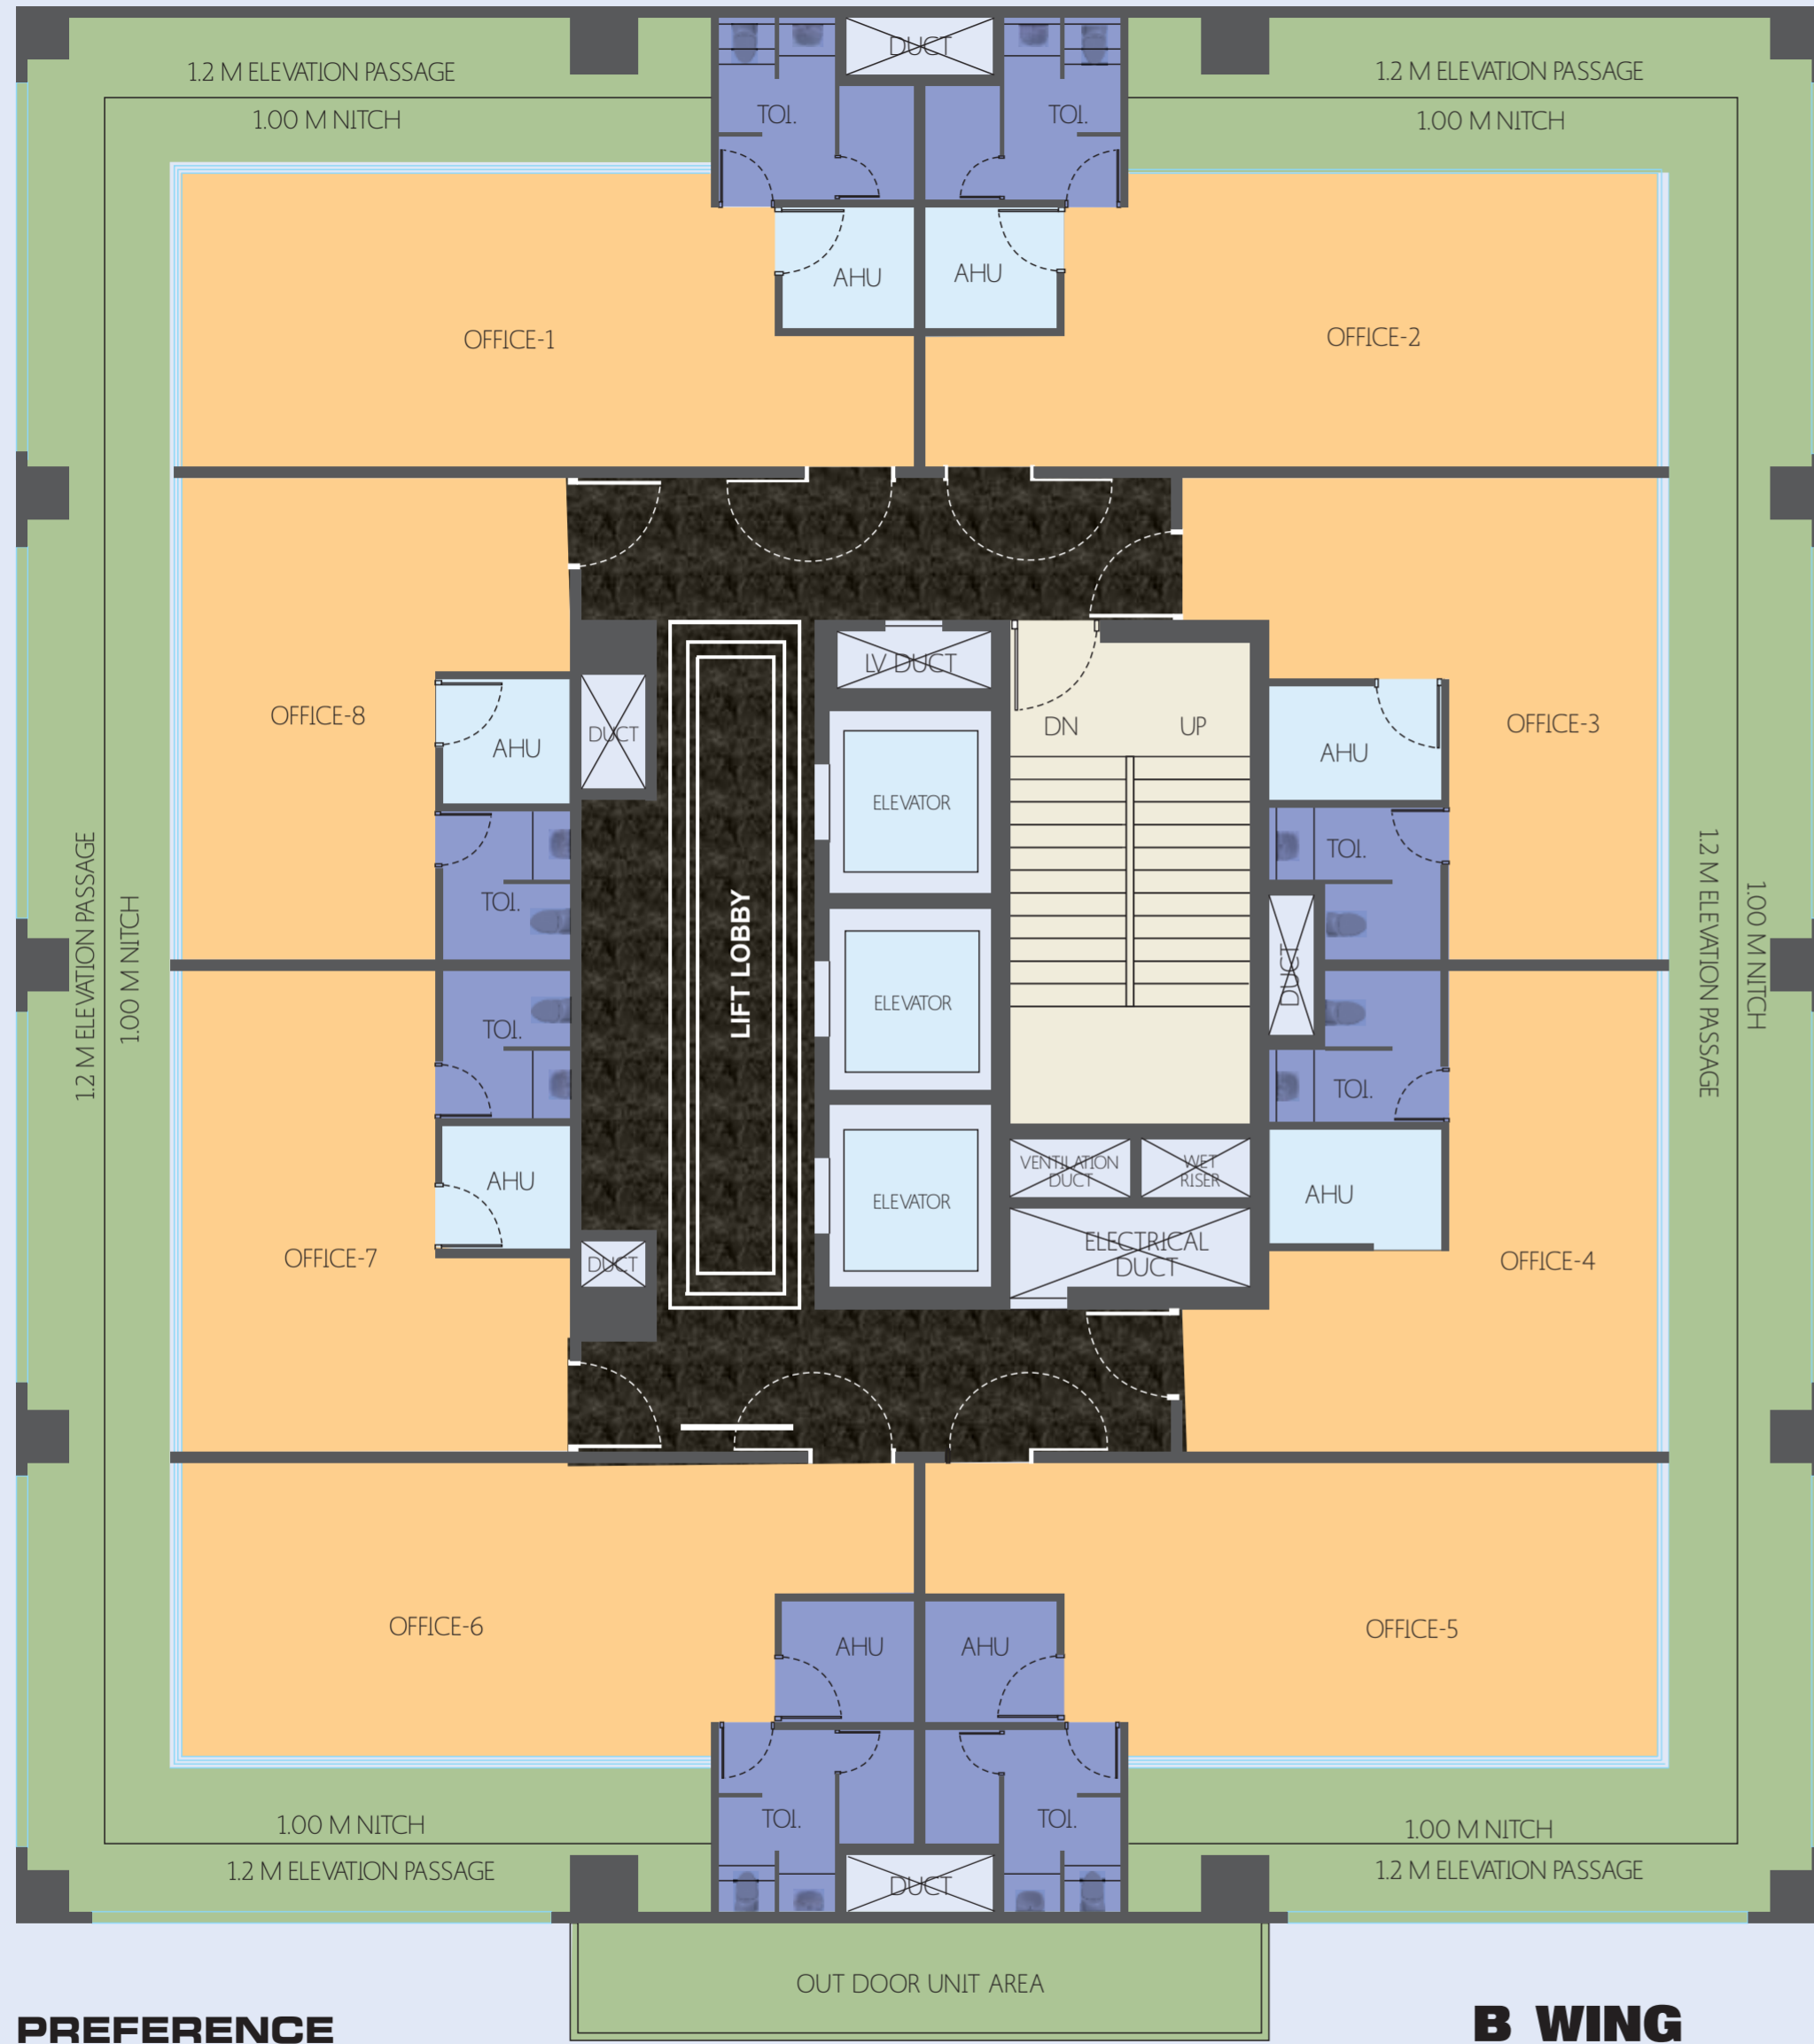 DUCT
1.2 M ELEVATION PASSAGE
1.2 M ELEVATION PASSAGE
1.00 M NITCH
TOI.
TOI.
1.00 M NITCH
AHU
AHU
OFFICE-1
OFFICE-2
LV DUCT
OFFICE-8
DUCT
DN
UP
OFFICE-3
AHU
AHU
ELEVATOR
TOI.
TOI.
1.2 M ELEVATION PASSAGE
1.00 M NITCH
LIFT LOBBY
DUCT
1.2 M ELEVATION PASSAGE
1.00 M NITCH
ELEVATOR
TOI.
TOI.
AHU
VENTILATION
DUCT
WET
RISER
AHU
ELEVATOR
OFFICE-7
DUCT
ELECTRICAL
DUCT
OFFICE-4
OFFICE-6
AHU
AHU
OFFICE-5
1.00 M NITCH
TOI.
TOI.
1.00 M NITCH
1.2 M ELEVATION PASSAGE
DUCT
1.2 M ELEVATION PASSAGE
OUT DOOR UNIT AREA
PREFERENCE
B WING